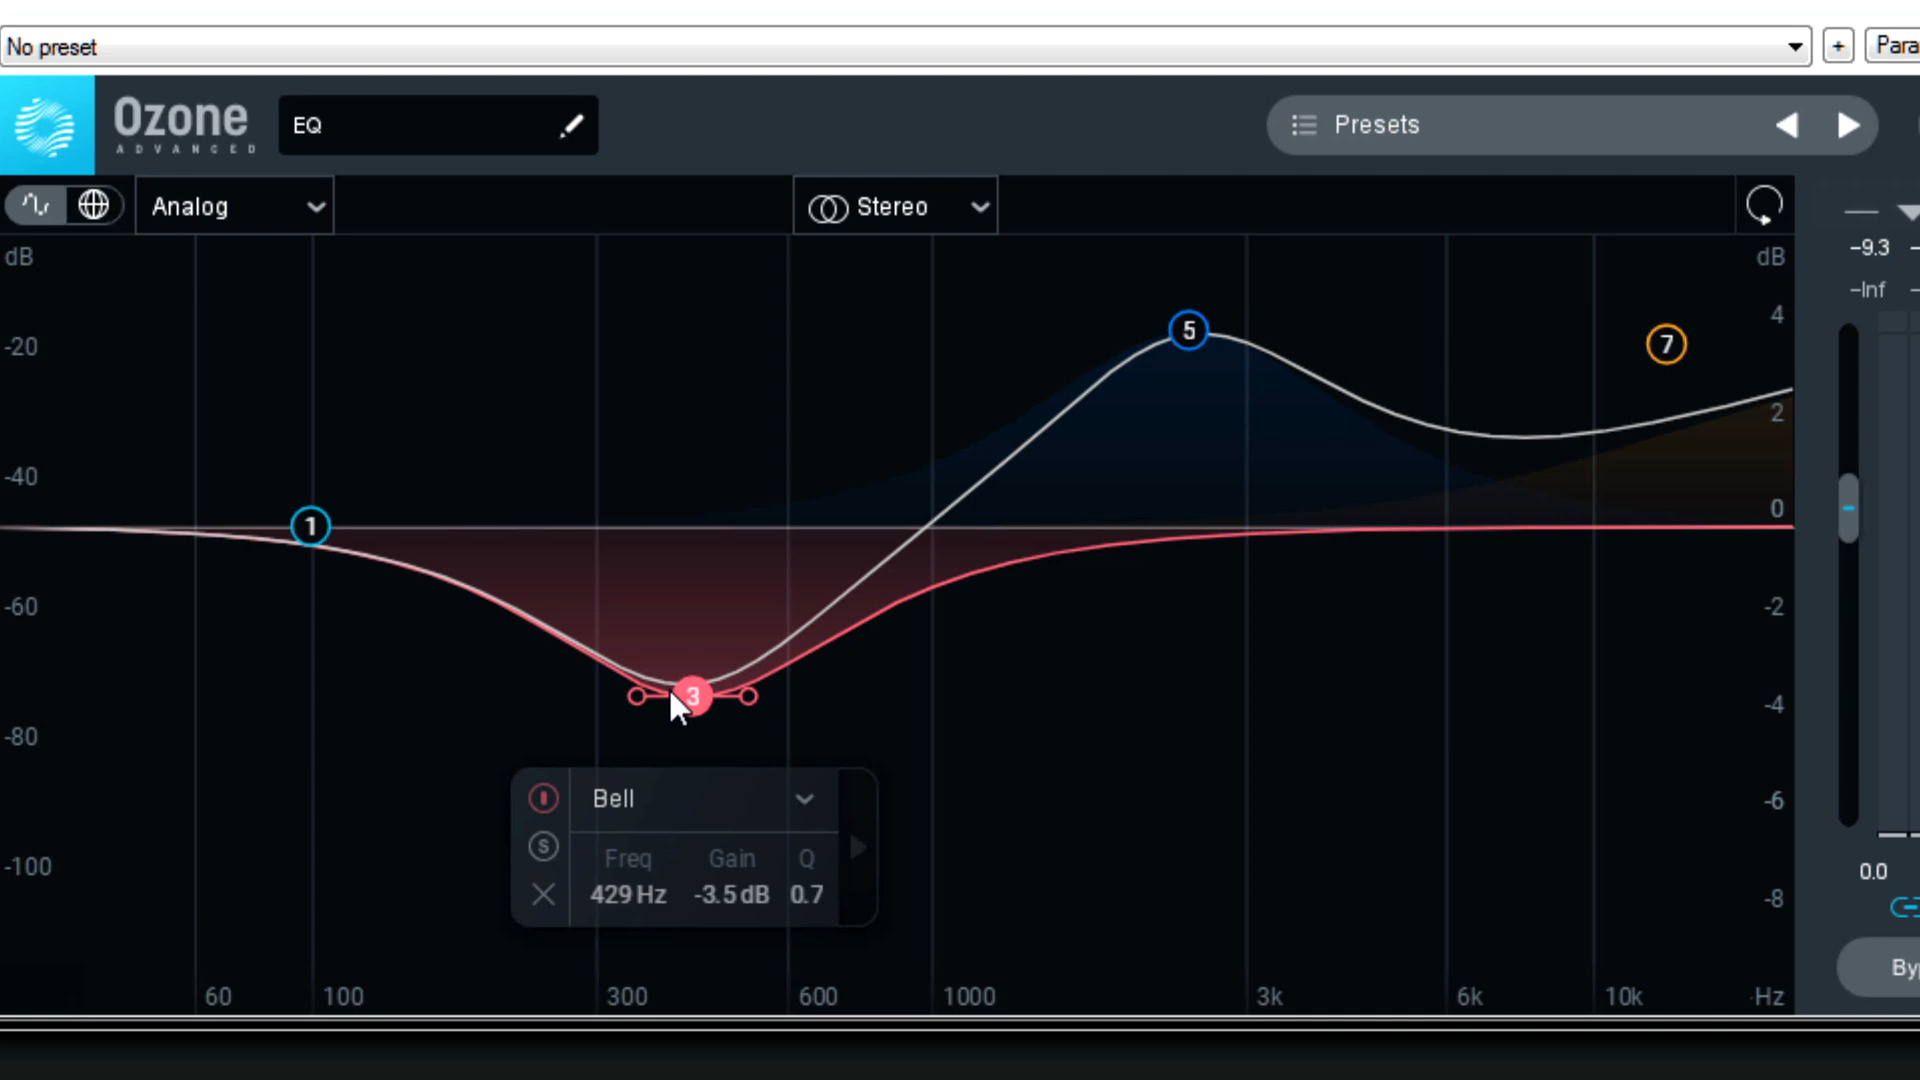 No preset
+
Para
Ozone
ADVANCED
EQ
Presets
Analog
Stereo
dB
dB
-9.3
-Inf
4
-20
5
7
2
-40
0
1
-60
-2
3
-4
-80
Bell
-6
S
Freq Gain Q
429 Hz -3.5 dB 0.7
-100
0.0
-8
By
60 100 300 600 1000 3k 6k 10k Hz